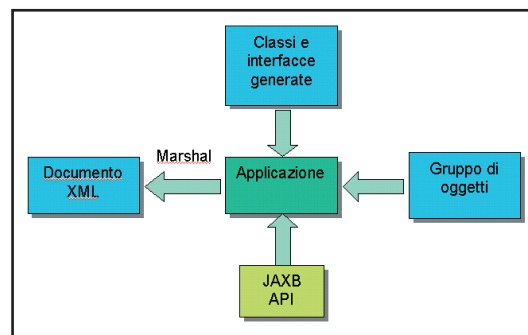 Classi e
interfacce
generate
Marshal
Documento
XML
Applicazione
Gruppo di
oggetti
JAXB
API